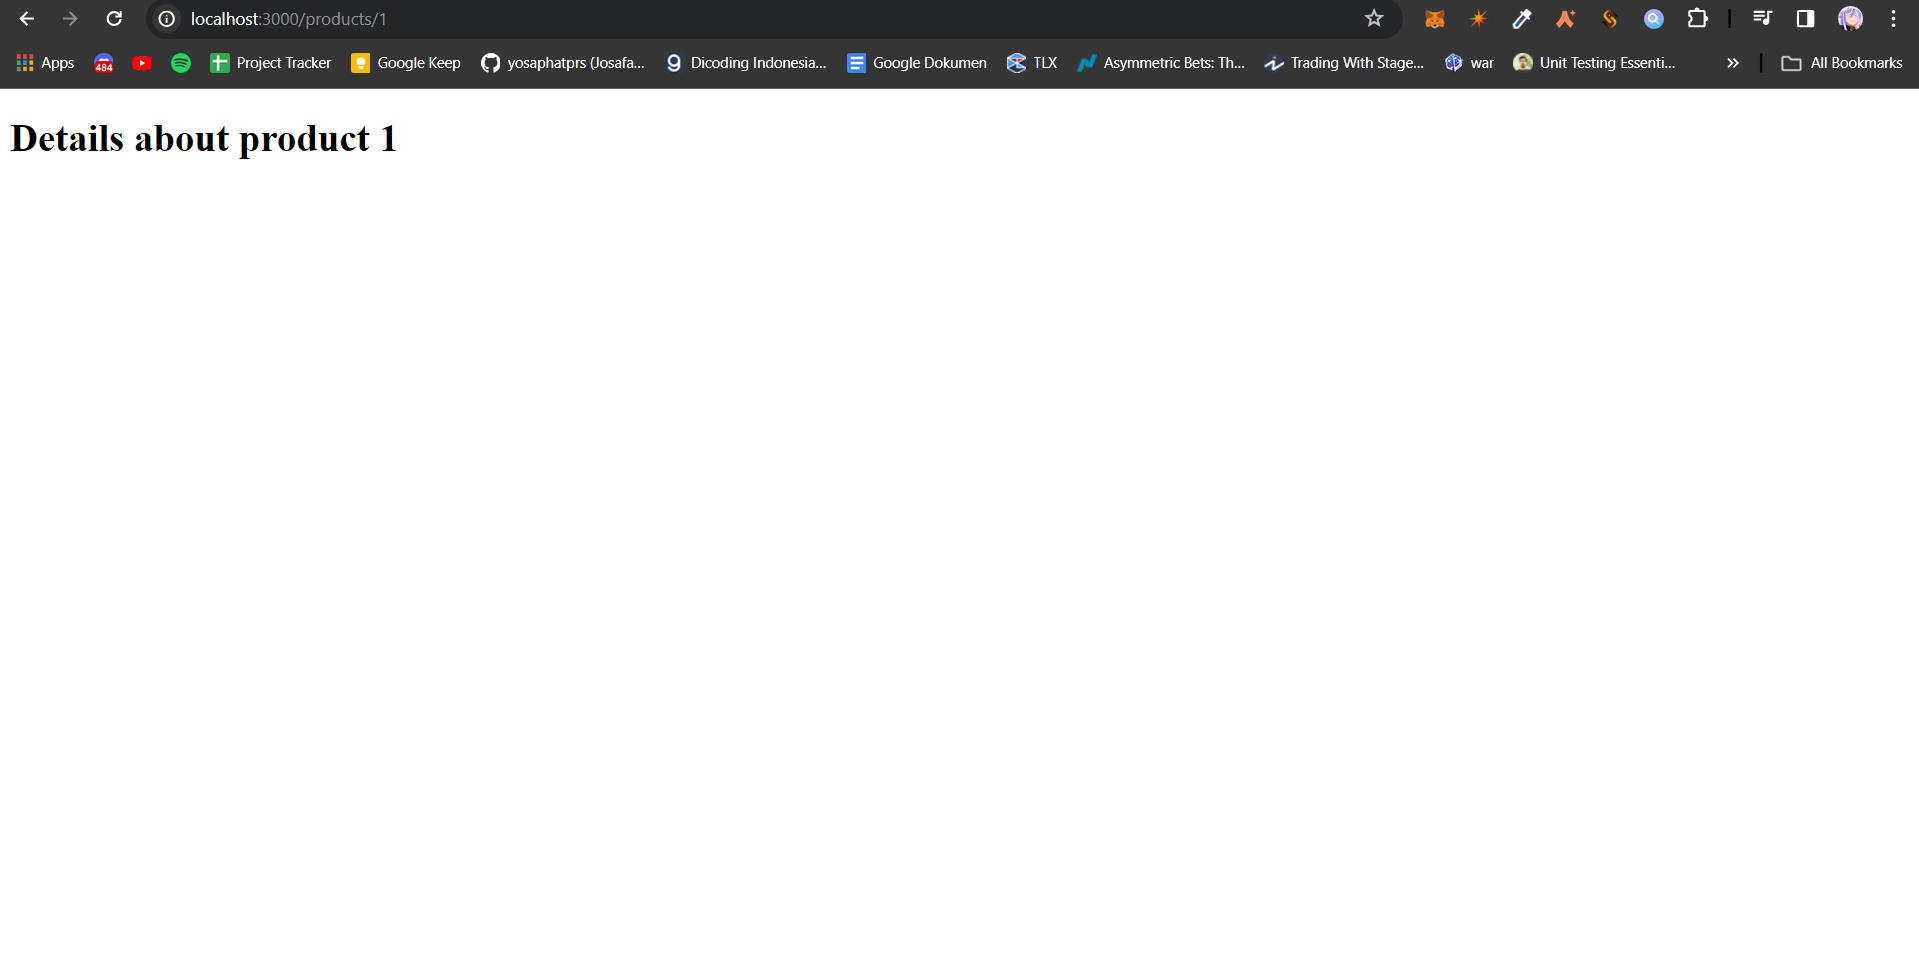 localhost:3000/products/1
Apps 484 Project Tracker Google Keep yosaphatprs (Josafa... Dicoding Indonesia... Google Dokumen TLX Asymmetric Bets: Th... Trading With Stage... war Unit Testing Essenti... » All Bookmarks
Details about product 1